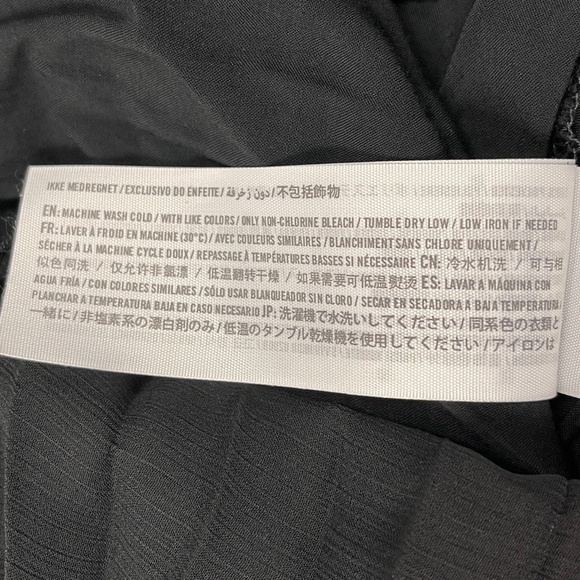 IKKE MEDREGNET / EXCLUSIVO DO ENFEITE / دون زخرفة / 不包括飾物
EN: MACHINE WASH COLD / WITH LIKE COLORS / ONLY NON-CHLORINE BLEACH / TUMBLE DRY LOW / LOW IRON IF NEEDED
FR: LAVER À FROID EN MACHINE (30°C) / AVEC COULEURS SIMILAIRES / BLANCHIMENT SANS CHLORE UNIQUEMENT /
SÉCHER À LA MACHINE CYCLE DOUX / REPASSAGE À TEMPÉRATURES BASSES SI NÉCESSAIRE CN: 冷水机洗 / 可与相
似色同洗 / 仅允许非氯漂 / 低温翻转干燥 / 如果需要可低温熨烫 ES: LAVAR A MÁQUINA CON
AGUA FRÍA / CON COLORES SIMILARES / SÓLO USAR BLANQUEADOR SIN CLORO / SECAR EN SECADORA A BAJA TEMPERATURA
PLANCHAR A TEMPERATURA BAJA EN CASO NECESARIO JP: 洗濯機で水洗いしてください / 同系色の衣類と
一緒に / 非塩素系の漂白剤のみ / 低温のタンブル乾燥機を使用してください / アイロンは